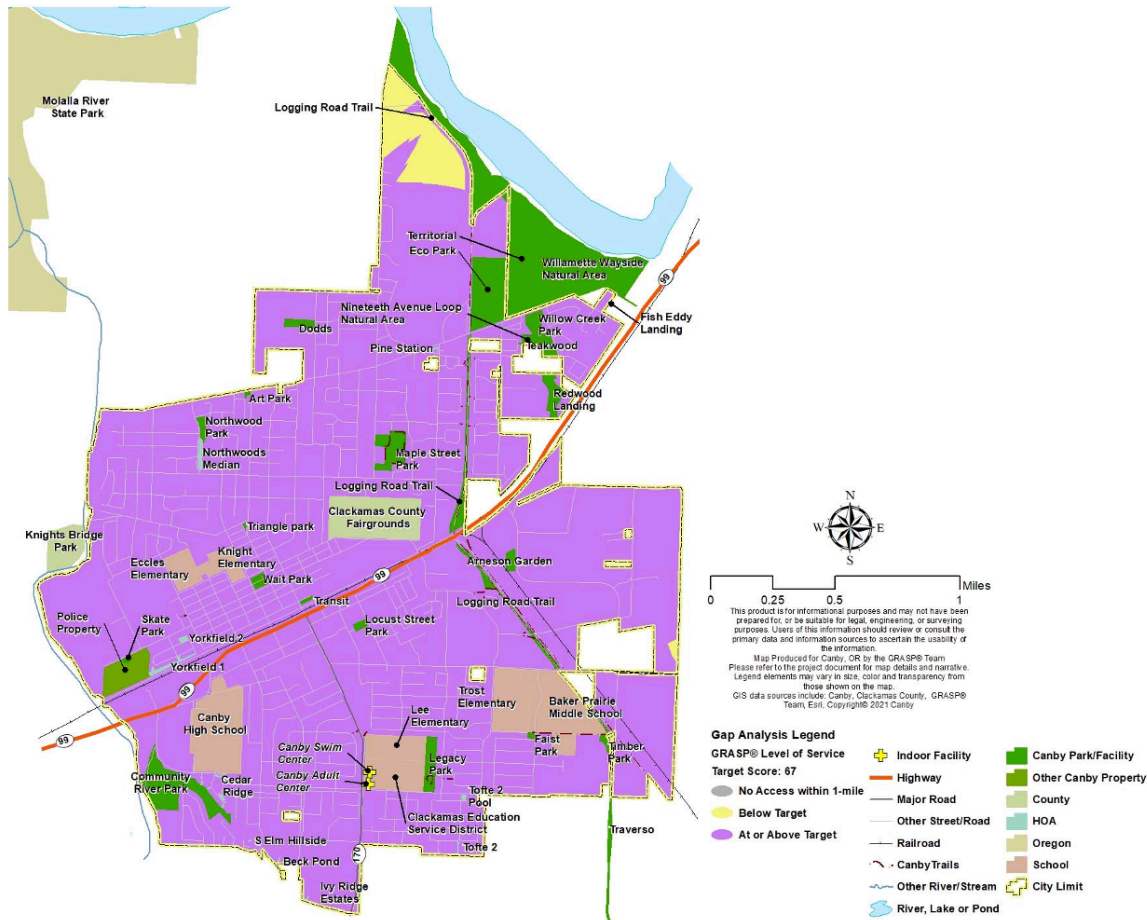 Molalla River
State Park
Logging Road Trail
Territorial
Eco Park
Willamette Wayside
Natural Area
99
Nineteeth Avenue Loop
Natural Area
Willow Creek
Park
Fish Eddy
Landing
Teakwood
Dodds
Pine Station
Redwood
Landing
Art Park
Northwood
Park
Northwoods
Median
Maple Street
Park
Logging Road Trail
Clackamas County
Fairgrounds
Triangle park
Knights Bridge
Park
Eccles
Elementary
Knight
Elementary
Wait Park
99
Arneson Garden
Logging Road Trail
Transit
Locust Street
Park
Police
Property
Skate
Park
Yorkfield 2
Yorkfield 1
99
99
Canby
High School
Trost
Elementary
Baker Prairie
Middle School
Lee
Elementary
Faist
Park
Timber
Park
Canby Swim
Center
Canby Adult
Center
Legacy
Park
Community
River Park
Cedar
Ridge
Tofte 2
Pool
Clackamas Education
Service District
Traverso
S Elm Hillside
Tofte 2
Beck Pond
170
Ivy Ridge
Estates
N
W E
S
Miles
0 0.25 0.5 1
This product is for informational purposes and may not have been
prepared for, or be suitable for legal, engineering, or surveying
purposes. Users of this information should review or consult the
primary data and information sources to ascertain the usability of
the information.
Map Produced for Canby, OR by the GRASP® Team
Please refer to the project document for map details and narrative.
Legend elements may vary in size, color and transparency from
those shown on the map.
GIS data sources include: Canby, Clackamas County, GRASP®
Team, Esri, Copyright© 2021 Canby
Gap Analysis Legend
GRASP® Level of Service
Target Score: 67
No Access within 1-mile
Below Target
At or Above Target
Indoor Facility
Highway
Major Road
Other Street/Road
Railroad
CanbyTrails
Other River/Stream
River, Lake or Pond
Canby Park/Facility
Other Canby Property
County
HOA
Oregon
School
City Limit